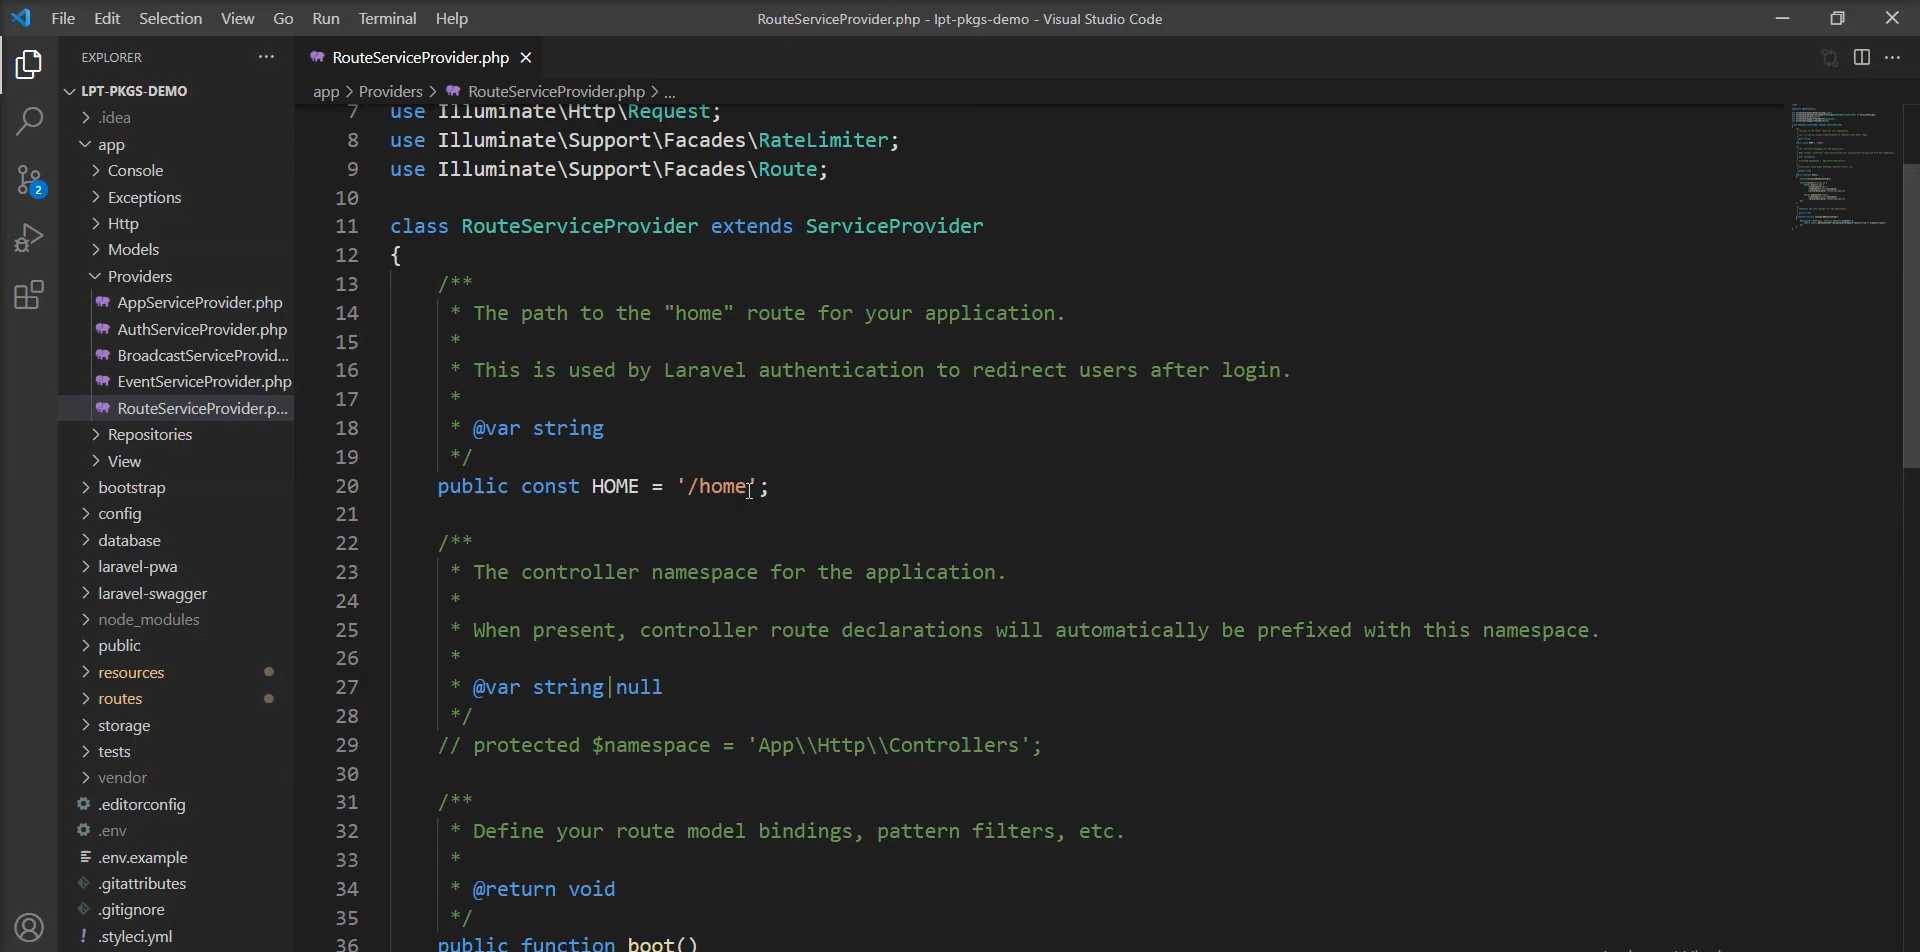 File Edit Selection View Go Run Terminal Help
RouteServiceProvider.php - lpt-pkgs-demo - Visual Studio Code
EXPLORER
LPT-PKGS-DEMO
.idea
app
Console
Exceptions
Http
Models
Providers
AppServiceProvider.php
AuthServiceProvider.php
BroadcastServiceProvid...
EventServiceProvider.php
RouteServiceProvider.p...
Repositories
View
bootstrap
config
database
laravel-pwa
laravel-swagger
node_modules
public
resources
routes
storage
tests
vendor
.editorconfig
.env
.env.example
.gitattributes
.gitignore
! .styleci.yml
2
RouteServiceProvider.php
app > Providers > RouteServiceProvider.php > ...
7 use Illuminate\Http\Request;
8 use Illuminate\Support\Facades\RateLimiter;
9 use Illuminate\Support\Facades\Route;
10
11 class RouteServiceProvider extends ServiceProvider
12 {
13 /**
14 * The path to the "home" route for your application.
15 *
16 * This is used by Laravel authentication to redirect users after login.
17 *
18 * @var string
19 */
20 public const HOME = '/home';
21
22 /**
23 * The controller namespace for the application.
24 *
25 * When present, controller route declarations will automatically be prefixed with this namespace.
26 *
27 * @var string|null
28 */
29 // protected $namespace = 'App\\Http\\Controllers';
30
31 /**
32 * Define your route model bindings, pattern filters, etc.
33 *
34 * @return void
35 */
36 public function boot()